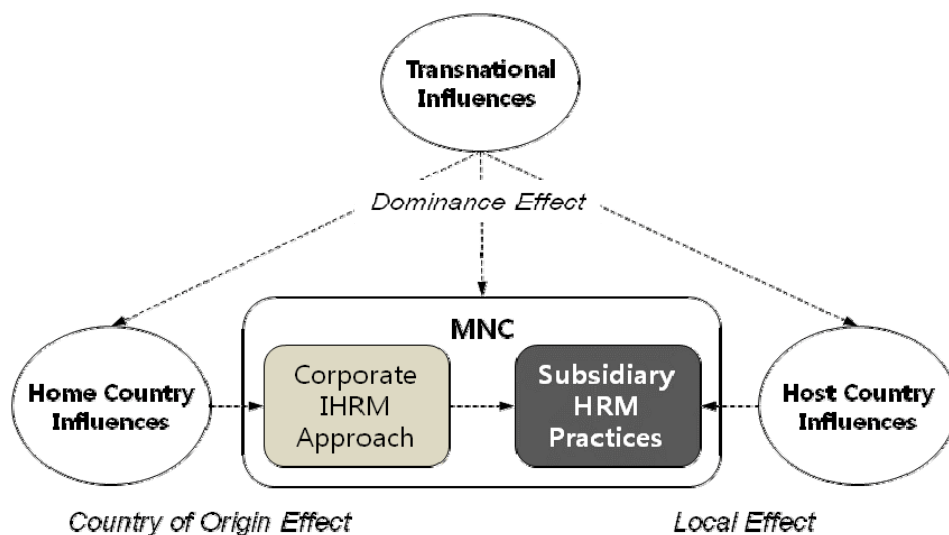 Transnational
Influences
Dominance Effect
MNC
Home Country
Influences
Corporate
IHRM
Approach
Subsidiary
HRM
Practices
Host Country
Influences
Country of Origin Effect
Local Effect